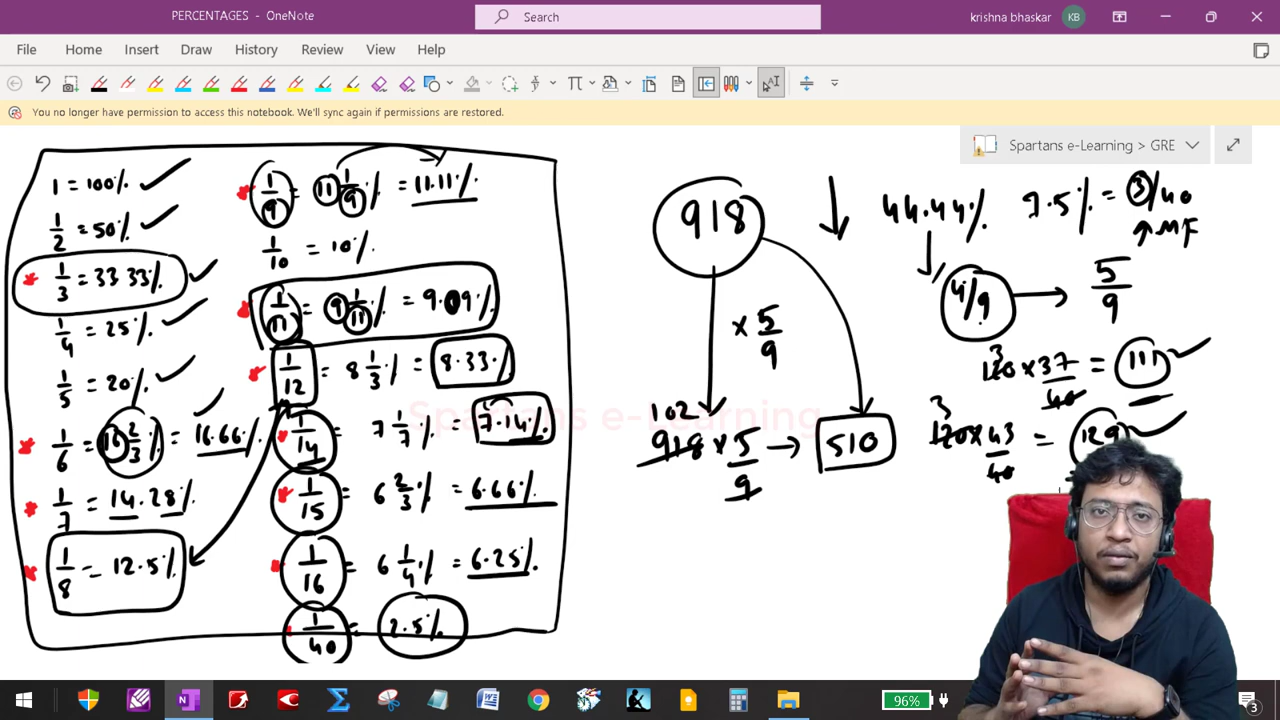 PERCENTAGES - OneNote
Search
krishna bhaskar
KB
File Home Insert Draw History Review View Help
You no longer have permission to access this notebook. We'll sync again if permissions are restored.
Spartans e-Learning > GRE
1 = 100%
1/2 = 50%
1/3 = 33.33%
1/4 = 25%
1/5 = 20%
1/6 = 16 2/3% = 16.66%
1/7 = 14.28%
1/8 = 12.5%
1/9 = 11 1/9% = 11.11%
1/10 = 10%
1/11 = 9 1/11% = 9.09%
1/12 = 8 1/3% = 8.33%
1/14 = 7 1/7% = 7.14%
1/15 = 6 2/3% = 6.66%
1/16 = 6 1/4% = 6.25%
1/40 = 2.5%
Spartans e-Learning
918
× 5/9
102
918 × 5/9 → 510
↓ 44.44%
4/9 → 5/9
7.5% = 3/40
↑ MF
3
120 × 37/40 = 111
3
120 × 43/40 = 129
96%
3